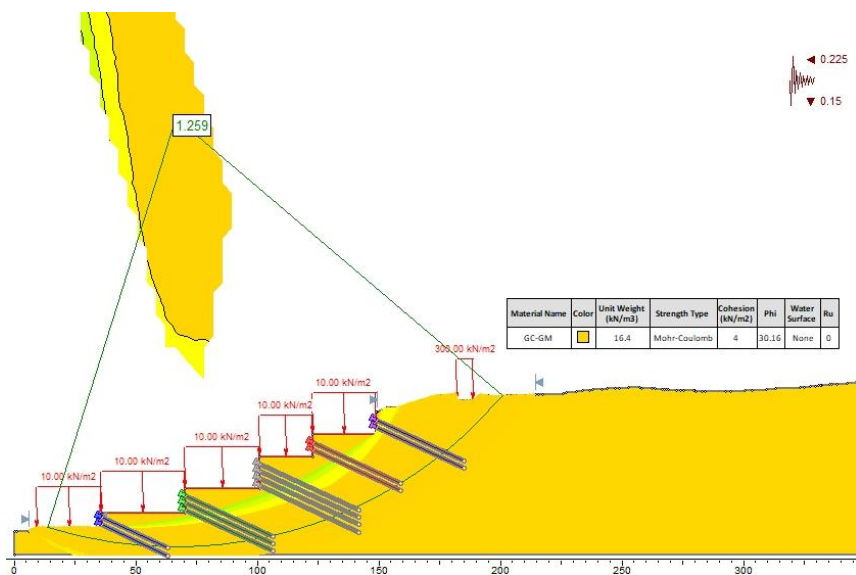 0.225
0.15
1.259
Material Name Color Unit Weight (kN/m3) Strength Type Cohesion (kN/m2) Phi Water Surface Ru
GC-GM 16.4 Mohr-Coulomb 4 30.16 None 0
300.00 kN/m2
10.00 kN/m2
10.00 kN/m2
10.00 kN/m2
10.00 kN/m2
10.00 kN/m2
0 50 100 150 200 250 300